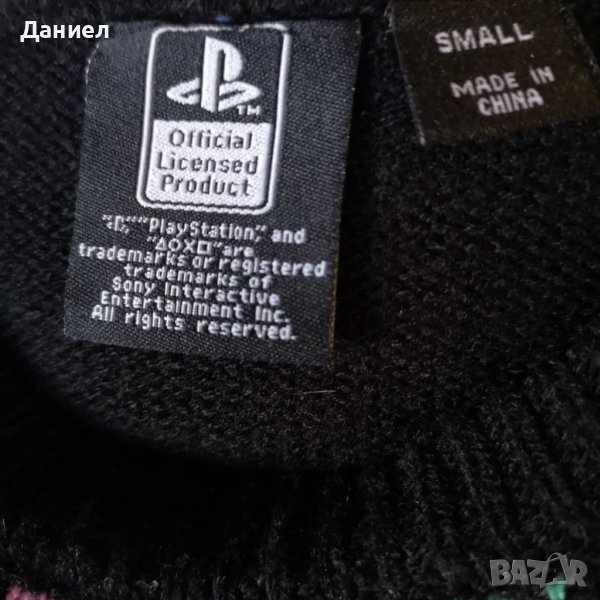 Даниел
SMALL
MADE IN
CHINA
TM
Official
Licensed
Product
"PlayStation," and
"△○X□" are
trademarks or registered
trademarks of
Sony Interactive
Entertainment Inc.
All rights reserved.
BAZAR